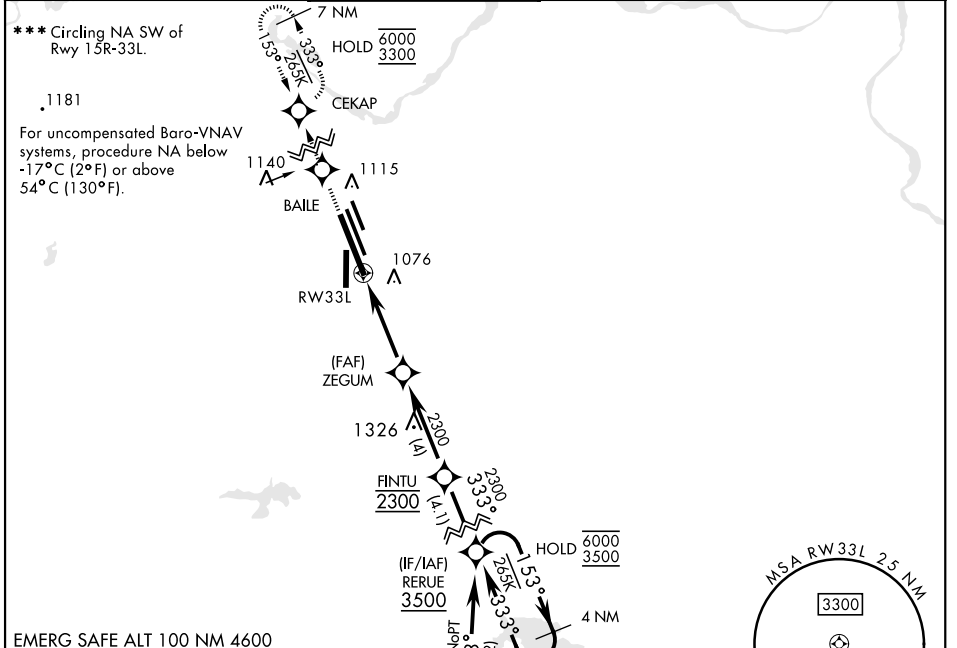 *** Circling NA SW of
Rwy 15R-33L.
7 NM
HOLD 6000
3300
153°
333°
265K
CEKAP
1181
For uncompensated Baro-VNAV
systems, procedure NA below
-17°C (2°F) or above
54°C (130°F).
1140
1115
BAILE
1076
RW33L
(FAF)
ZEGUM
1326
2300
(4)
FINTU
2300
2300
333°
(4.1)
HOLD 6000
3500
(IF/IAF)
RERUE
3500
265K
153°
333°
4 NM
NoPT
MSA RW33L 25 NM
3300
EMERG SAFE ALT 100 NM 4600